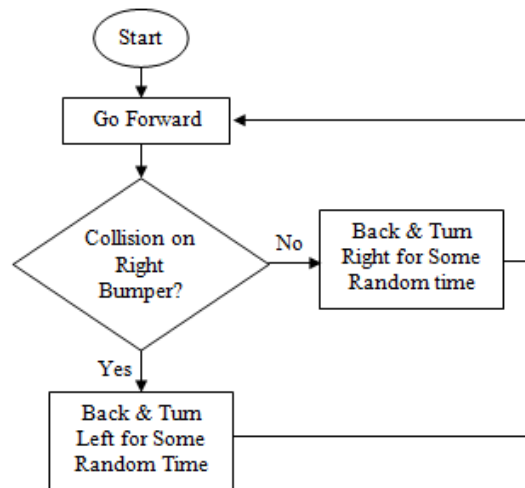 Start
Go Forward
Collision on
Right
Bumper?
No
Back & Turn
Right for Some
Random time
Yes
Back & Turn
Left for Some
Random Time